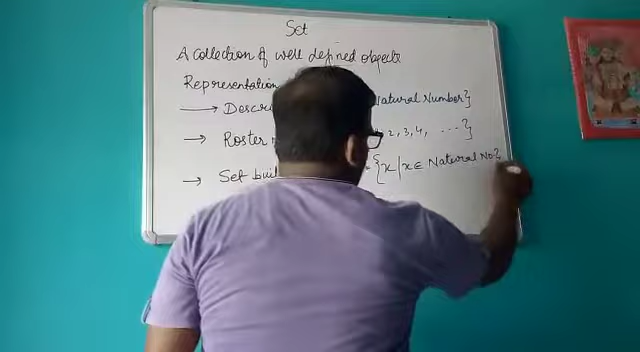 Set
A collection of well defined objects
Representation
→ Descri Natural Number}
→ Roster 2, 3, 4, ...}
→ Set buil {x/x∈ Natural No}